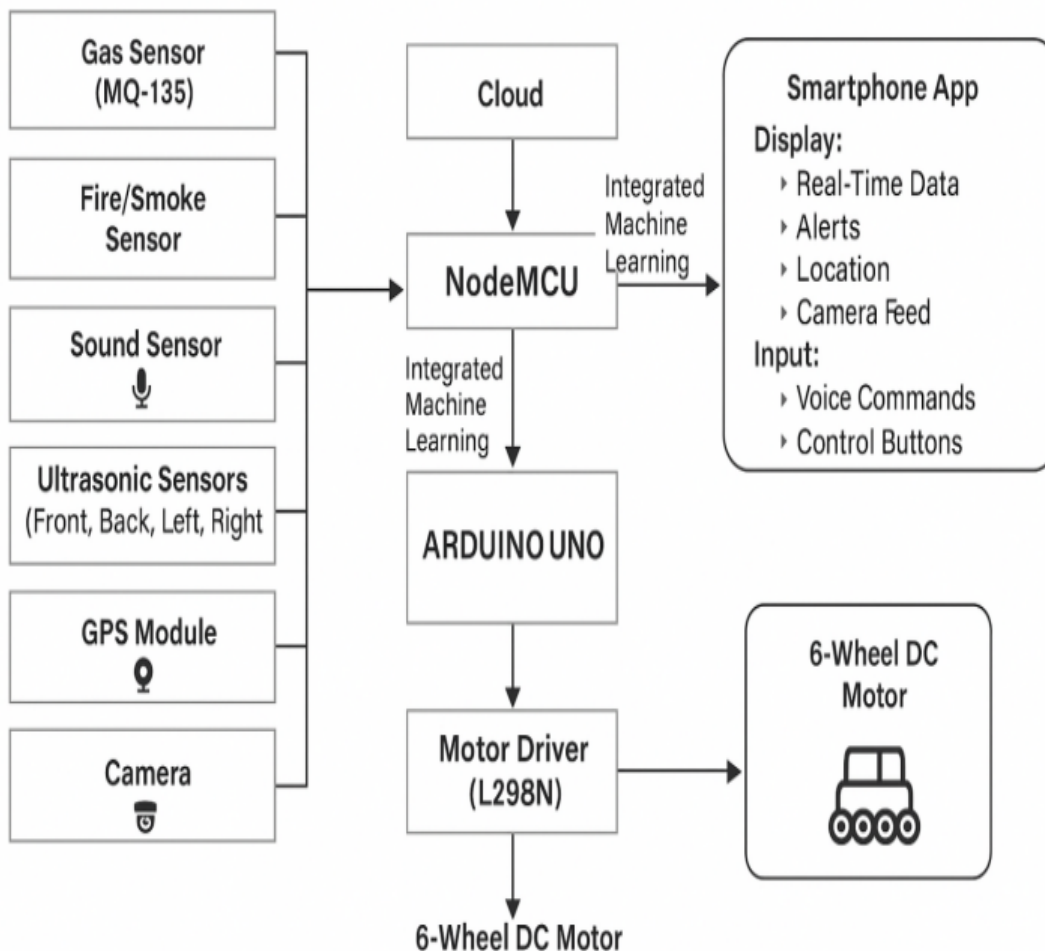 Gas Sensor
(MQ-135)
Fire/Smoke
Sensor
Sound Sensor
Ultrasonic Sensors
(Front, Back, Left, Right
GPS Module
Camera
Cloud
NodeMCU
Integrated
Machine
Learning
Integrated
Machine
Learning
ARDUINO UNO
Motor Driver
(L298N)
6-Wheel DC Motor
Smartphone App
Display:
‣ Real-Time Data
‣ Alerts
‣ Location
‣ Camera Feed
Input:
‣ Voice Commands
‣ Control Buttons
6-Wheel DC
Motor